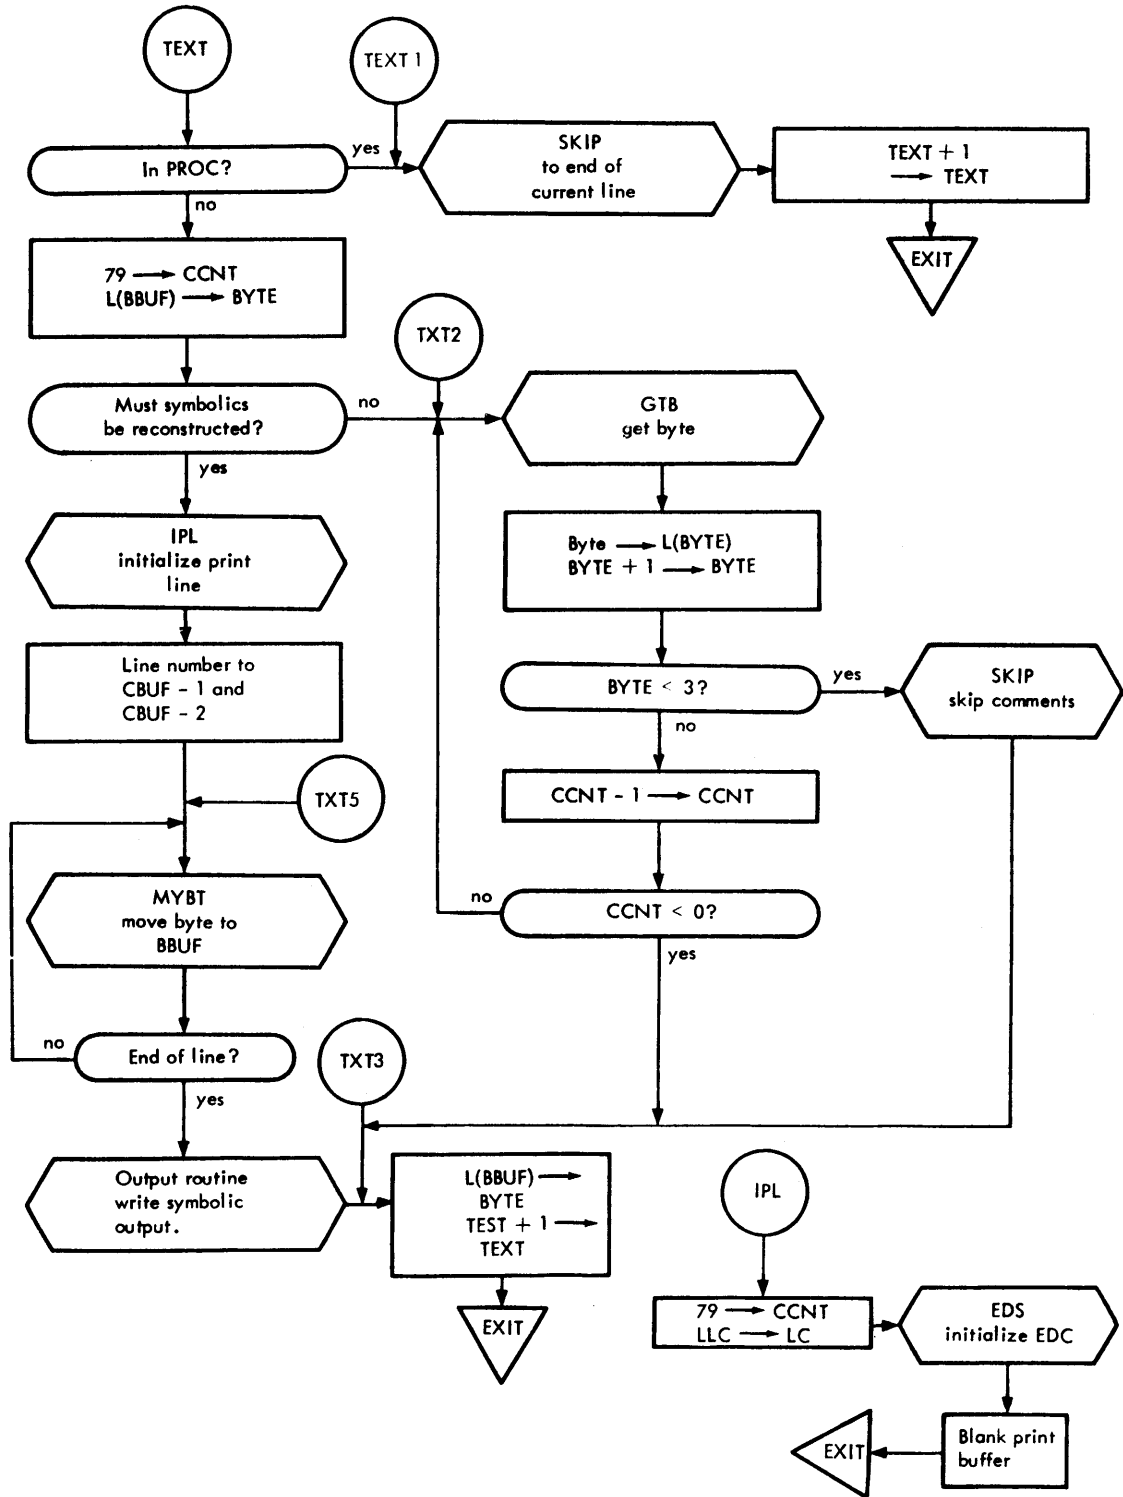 TEXT
TEXT 1
In PROC?
yes
SKIP
to end of
current line
TEXT + 1
→ TEXT
EXIT
no
79 → CCNT
L(BBUF) → BYTE
TXT2
Must symbolics
be reconstructed?
no
GTB
get byte
yes
IPL
initialize print
line
Byte → L(BYTE)
BYTE + 1 → BYTE
Line number to
CBUF - 1 and
CBUF - 2
BYTE < 3?
yes
SKIP
skip comments
no
TXT5
CCNT - 1 → CCNT
MYBT
move byte to
BBUF
no
CCNT < 0?
yes
no
End of line?
TXT3
yes
Output routine
write symbolic
output.
L(BBUF) →
BYTE
TEST + 1 →
TEXT
EXIT
IPL
79 → CCNT
LLC → LC
EDS
initialize EDC
Blank print
buffer
EXIT